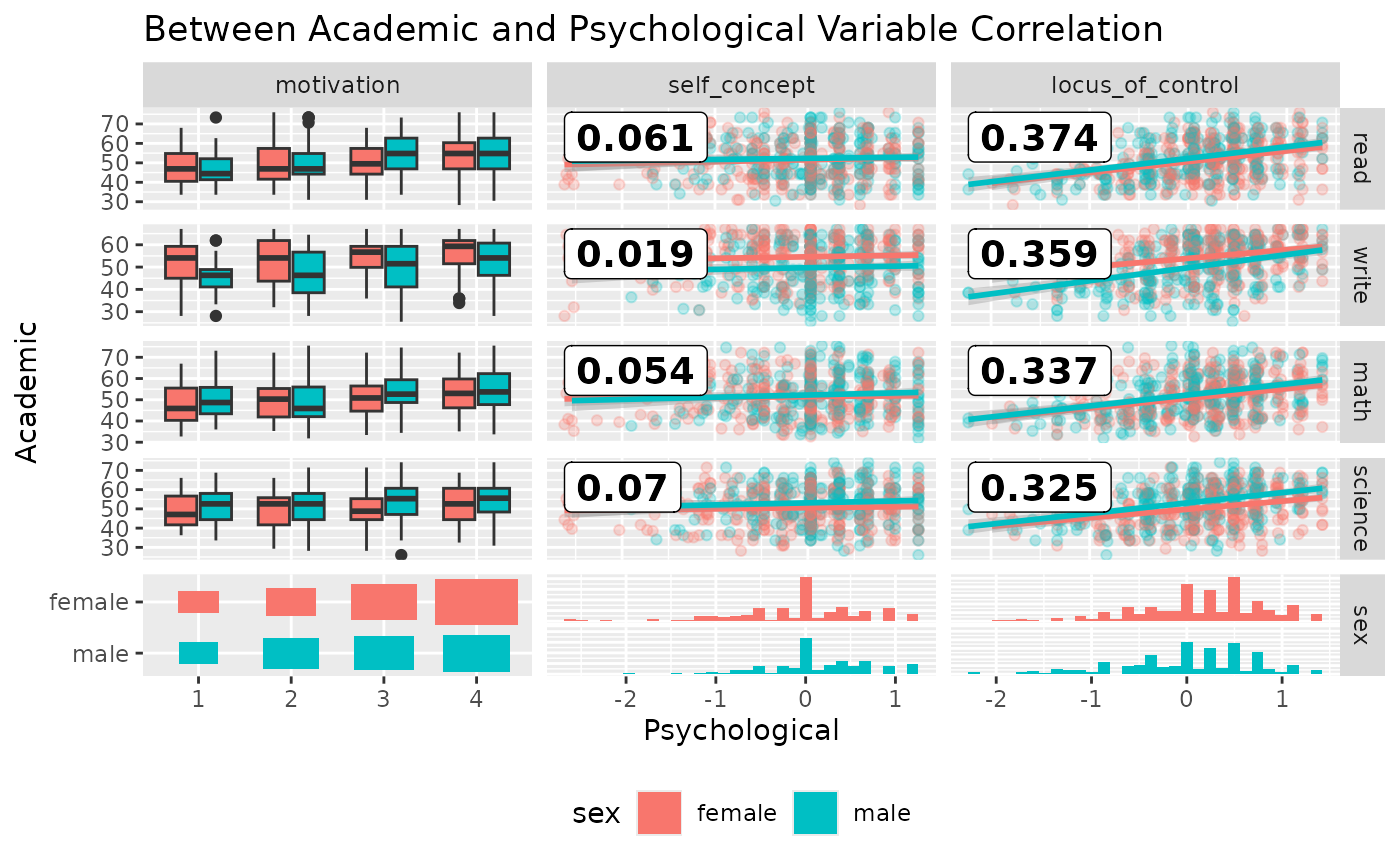 Between Academic and Psychological Variable Correlation
motivation self_concept locus_of_control
70 60 50 40 30 0.061 0.374 read
60 50 40 30 0.019 0.359 write
70 60 50 40 30 0.054 0.337 math
70 60 50 40 30 0.07 0.325 science
female male sex
Academic
1 2 3 4 -2 -1 0 1 -2 -1 0 1
Psychological
sex female male